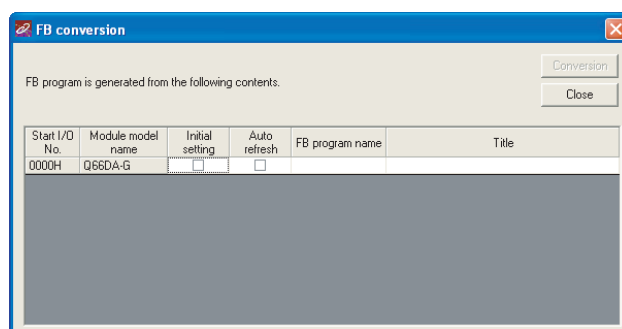 FB conversion
Conversion
FB program is generated from the following contents.
Close
Start I/O No. Module model name Initial setting Auto refresh FB program name Title
0000H Q66DA-G